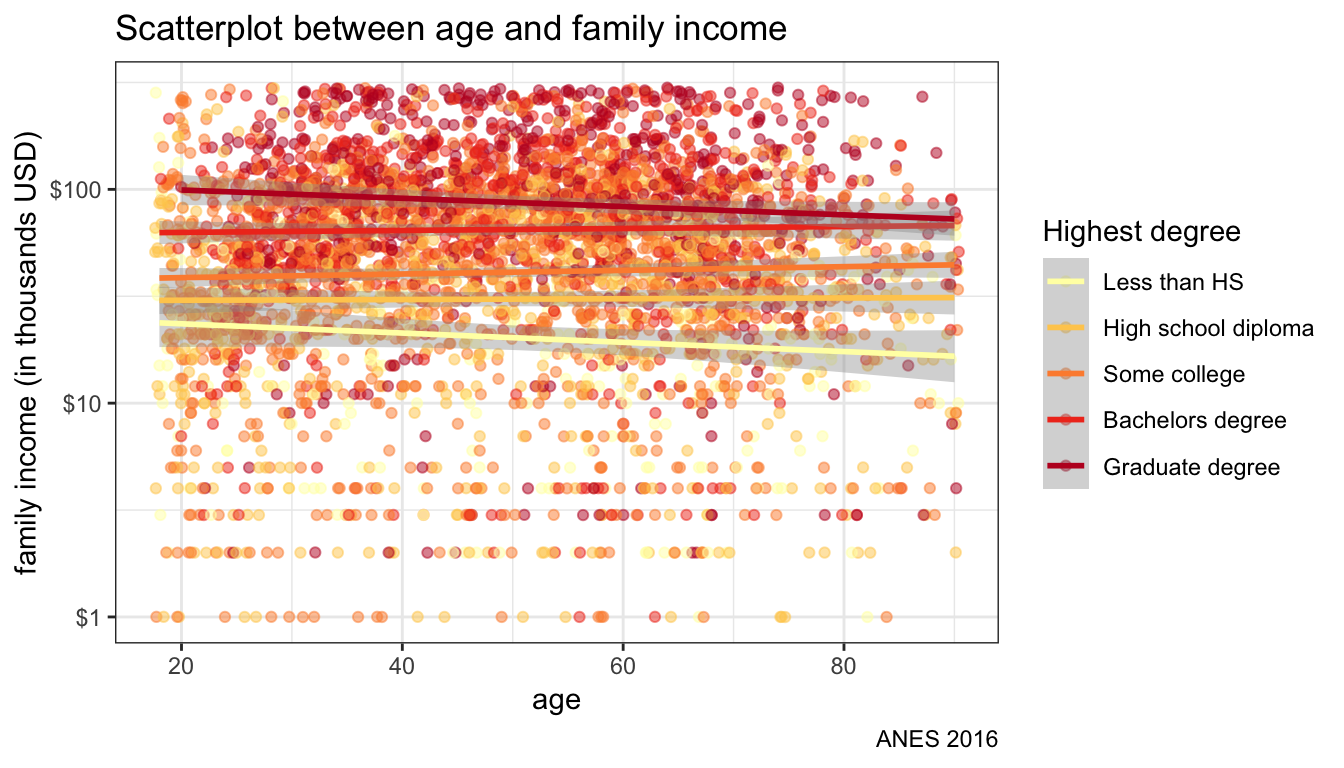 Scatterplot between age and family income
family income (in thousands USD)
$100
$10
$1
20 40 60 80
age
Highest degree
Less than HS
High school diploma
Some college
Bachelors degree
Graduate degree
ANES 2016